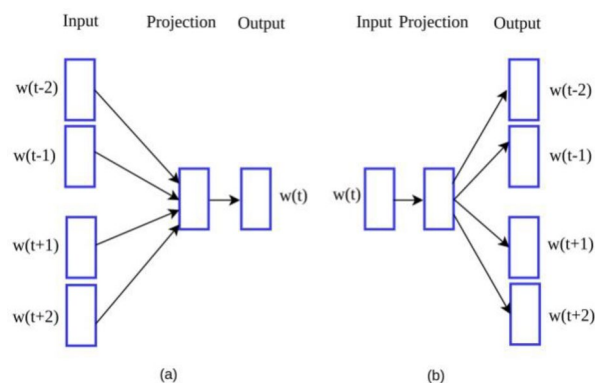 Input Projection Output Input Projection Output
w(t-2) w(t-2)
w(t-1) w(t-1)
w(t) w(t)
w(t+1) w(t+1)
w(t+2) w(t+2)
(a) (b)